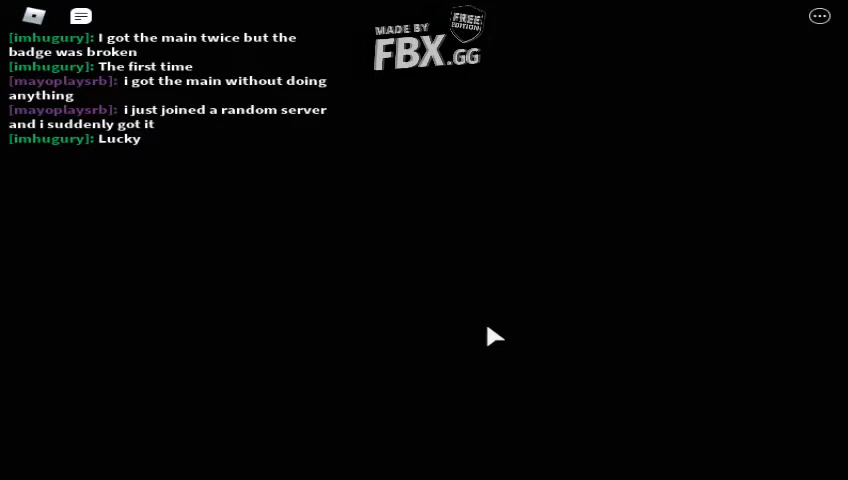 MADE BY
FREE
EDITION
FBX.GG
[imhugury]: I got the main twice but the
badge was broken
[imhugury]: The first time
[mayoplaysrb]: i got the main without doing
anything
[mayoplaysrb]: i just joined a random server
and i suddenly got it
[imhugury]: Lucky